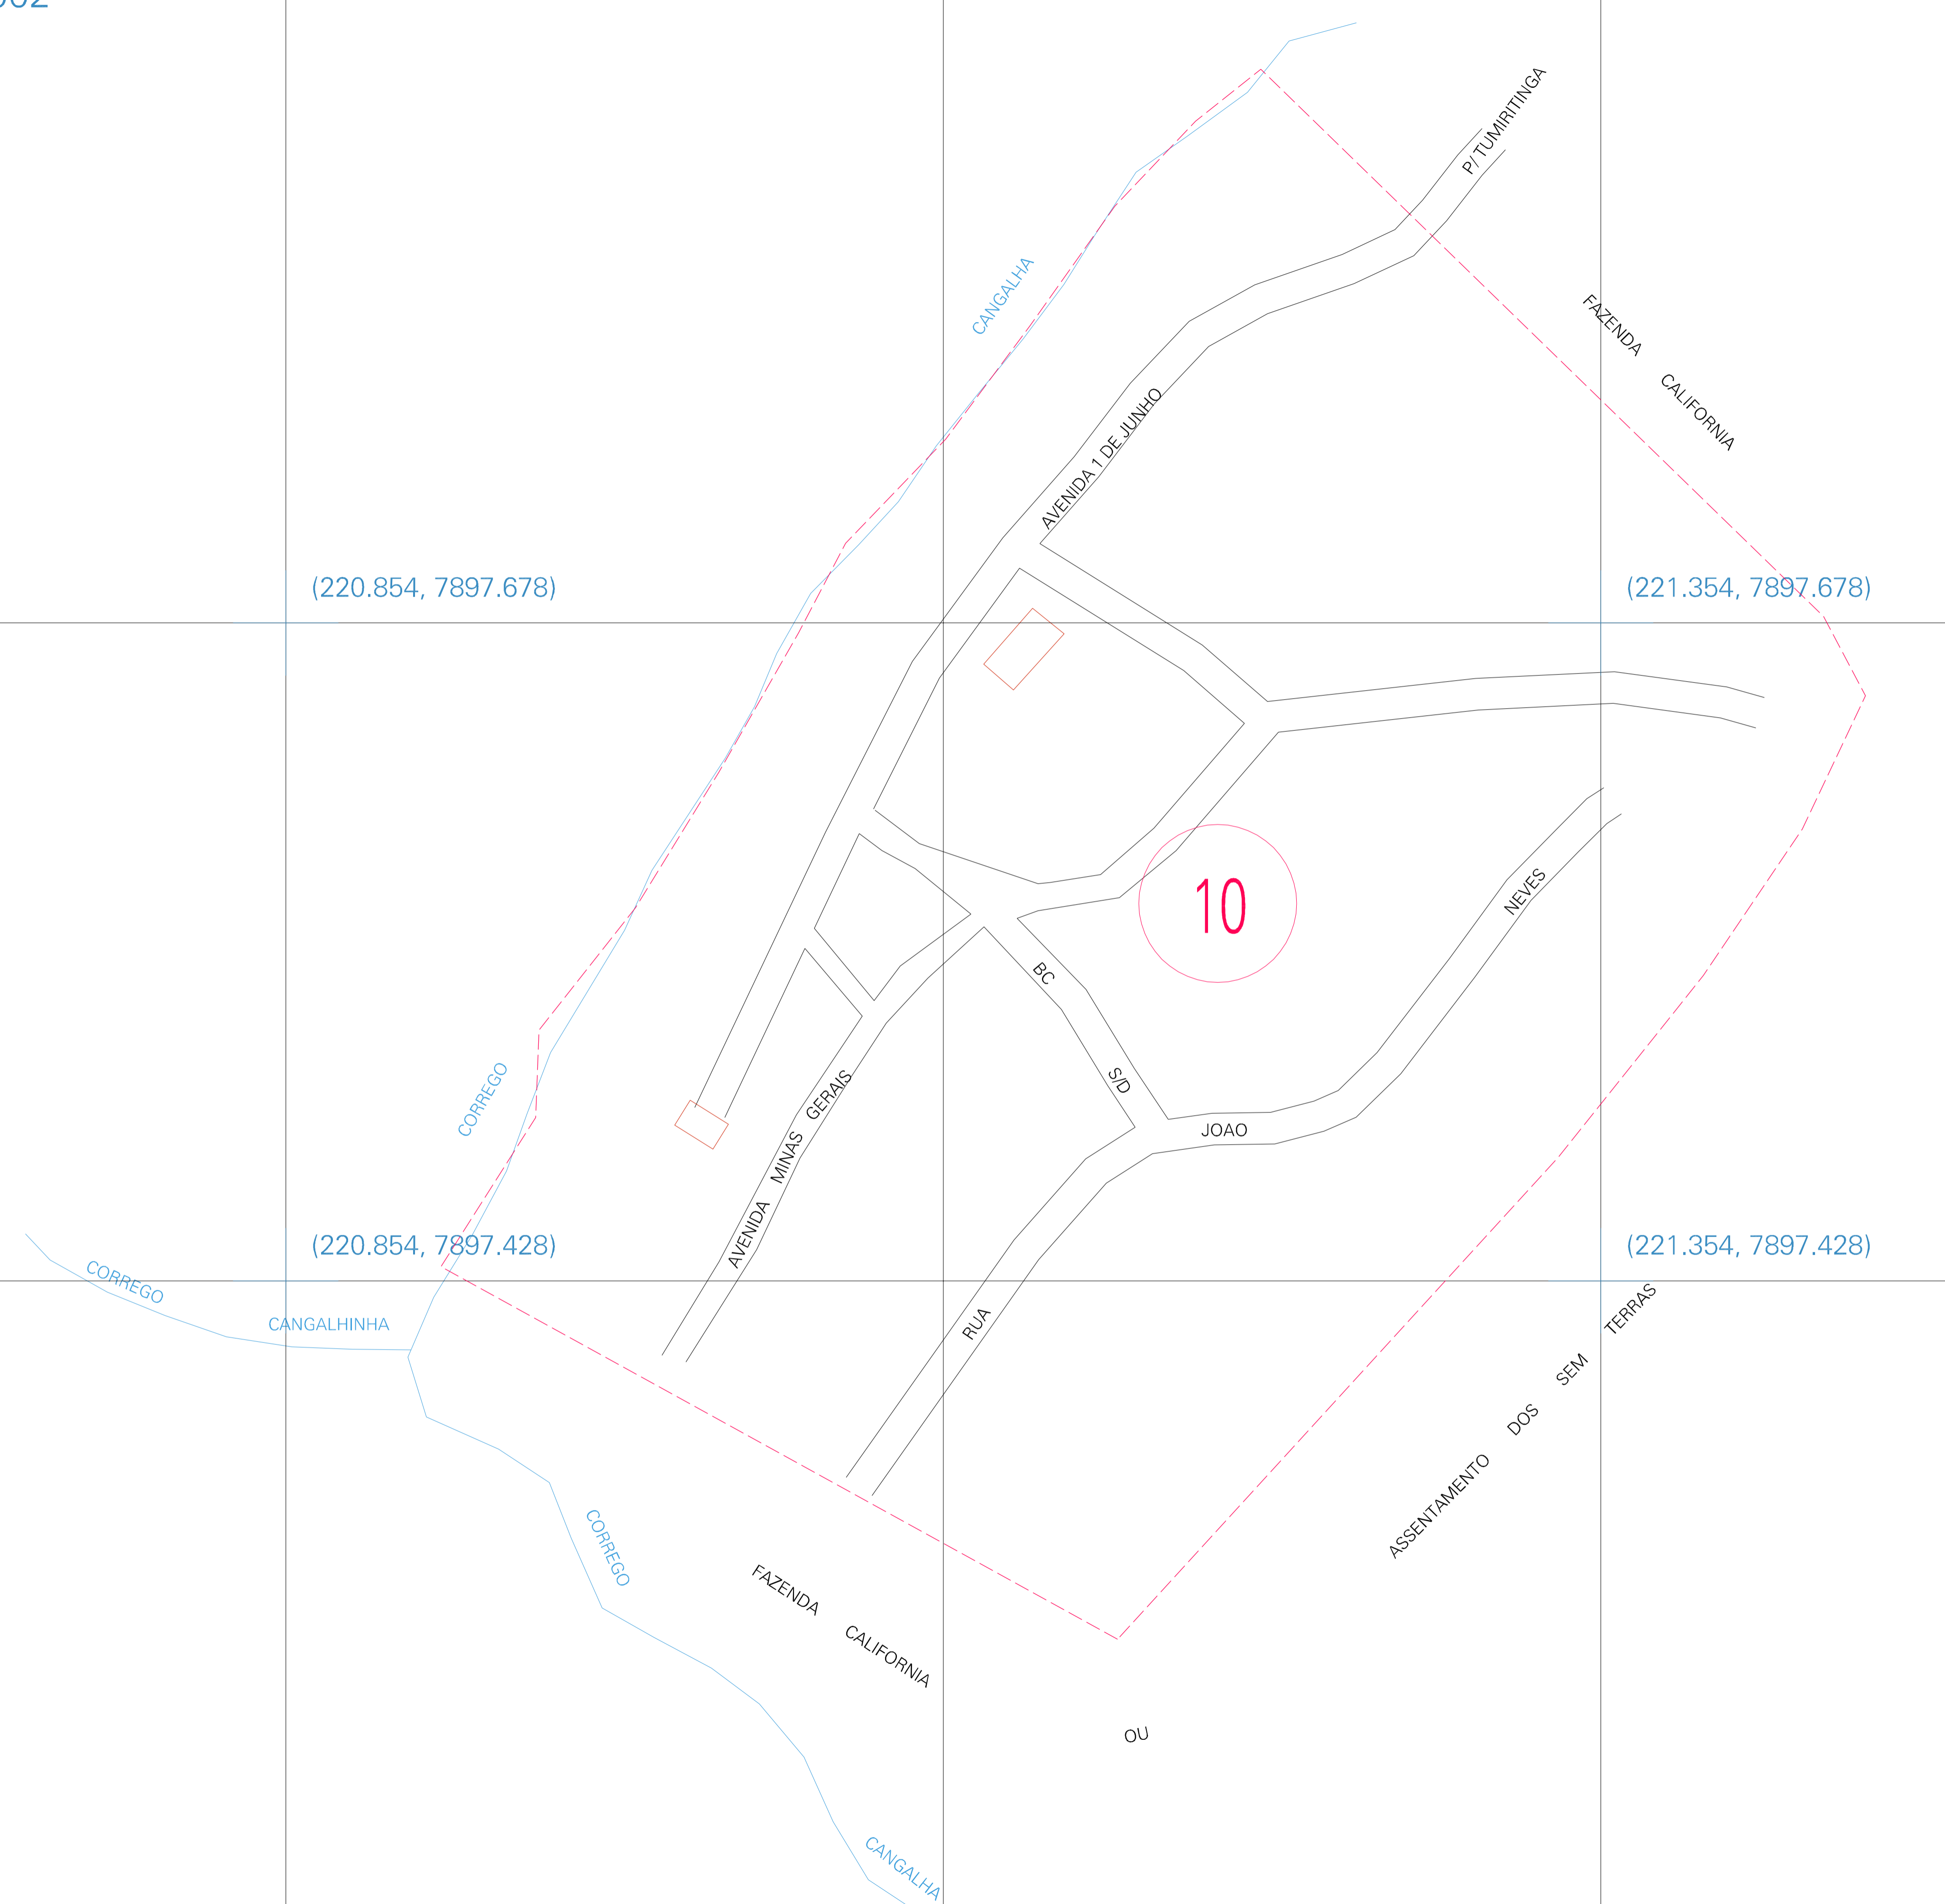 P/ TUMIRITINGA
CANGALHA
FAZENDA CALIFORNIA
AVENIDA 1 DE JUNHO
(220.854, 7897.678)
(221.354, 7897.678)
10
NEVES
BC S/D
CORREGO
AVENIDA MINAS GERAIS
JOAO
RUA
(220.854, 7897.428)
(221.354, 7897.428)
CORREGO CANGALHINHA
ASSENTAMENTO DOS SEM TERRAS
CORREGO
FAZENDA CALIFORNIA
OU
CANGALHA